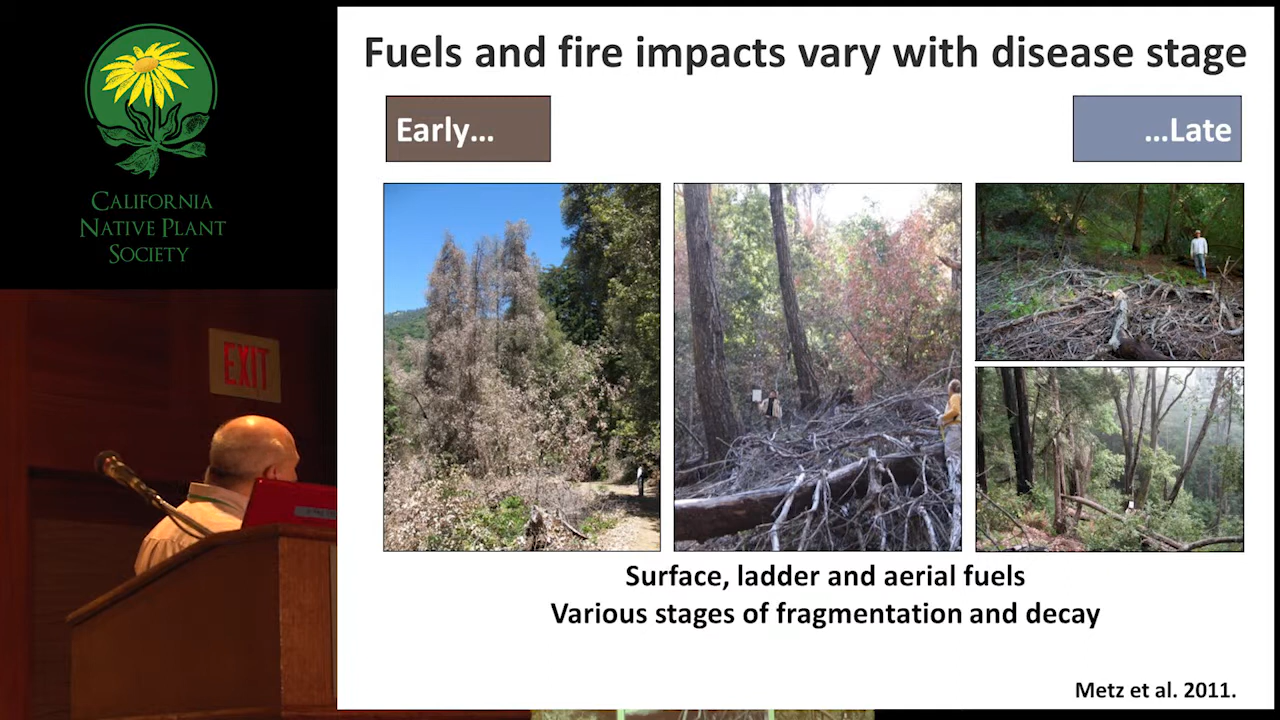 CALIFORNIA
NATIVE PLANT
SOCIETY
EXIT
Fuels and fire impacts vary with disease stage
Early...
...Late
Surface, ladder and aerial fuels
Various stages of fragmentation and decay
Metz et al. 2011.